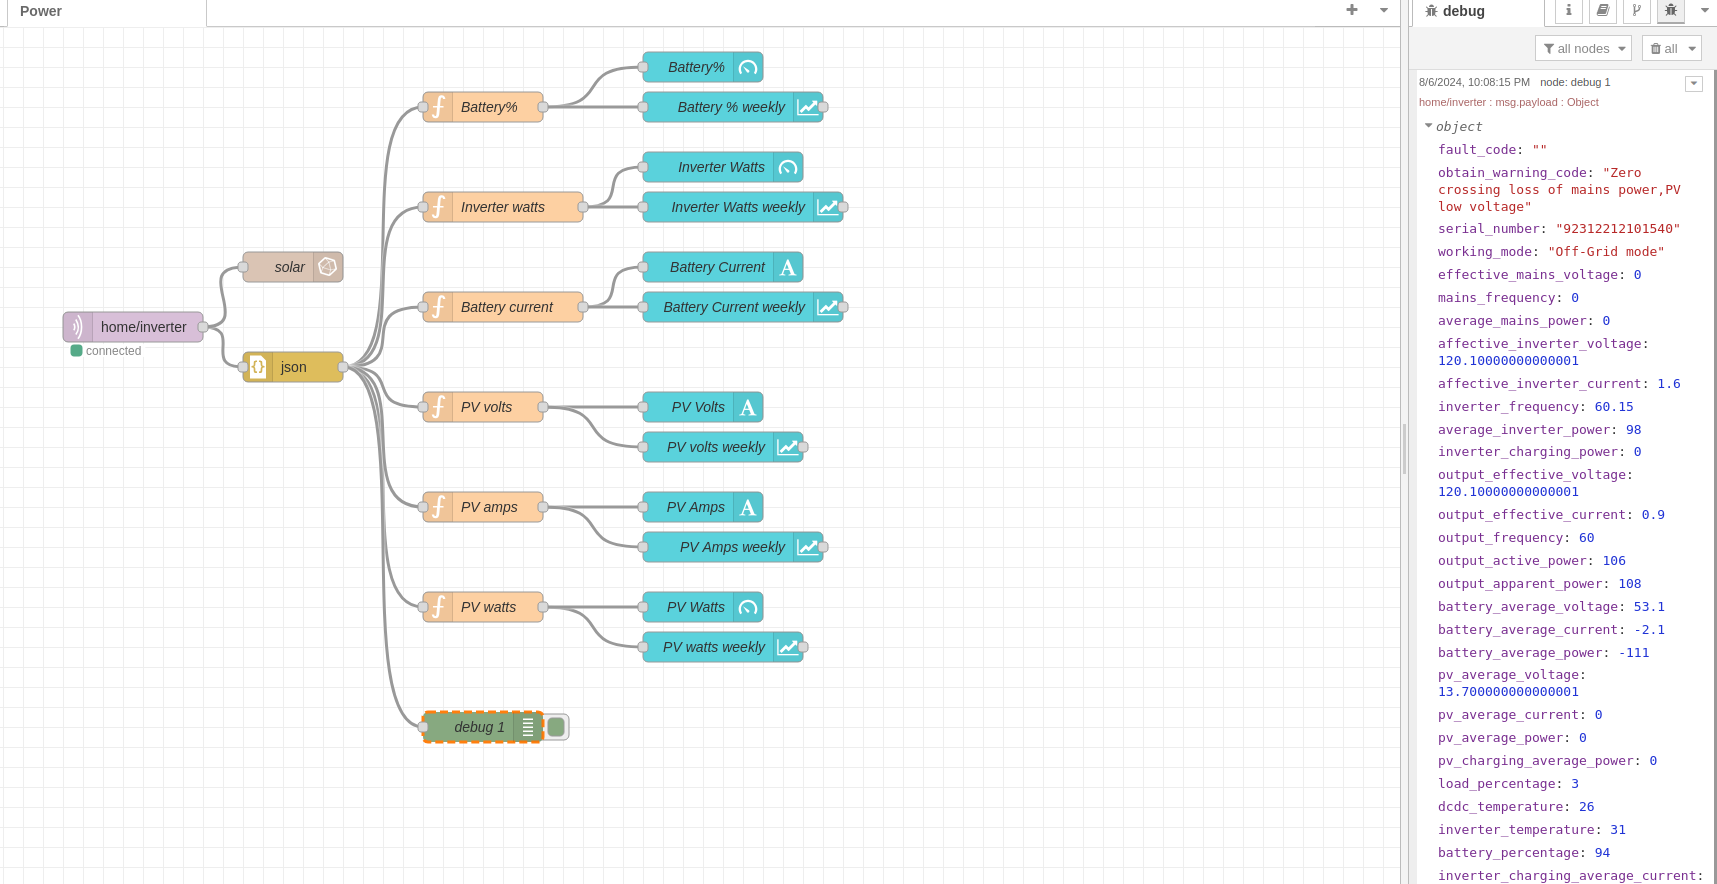 Power
debug
all nodes
all
8/6/2024, 10:08:15 PM node: debug 1
home/inverter : msg.payload : Object
object
fault_code: ""
obtain_warning_code: "Zero
crossing loss of mains power,PV
low voltage"
serial_number: "92312212101540"
working_mode: "Off-Grid mode"
effective_mains_voltage: 0
mains_frequency: 0
average_mains_power: 0
affective_inverter_voltage:
120.10000000000001
affective_inverter_current: 1.6
inverter_frequency: 60.15
average_inverter_power: 98
inverter_charging_power: 0
output_effective_voltage:
120.10000000000001
output_effective_current: 0.9
output_frequency: 60
output_active_power: 106
output_apparent_power: 108
battery_average_voltage: 53.1
battery_average_current: -2.1
battery_average_power: -111
pv_average_voltage:
13.700000000000001
pv_average_current: 0
pv_average_power: 0
pv_charging_average_power: 0
load_percentage: 3
dcdc_temperature: 26
inverter_temperature: 31
battery_percentage: 94
inverter_charging_average_current:
home/inverter
connected
solar
json
Battery%
Battery%
Battery % weekly
Inverter watts
Inverter Watts
Inverter Watts weekly
Battery current
Battery Current
Battery Current weekly
PV volts
PV Volts
PV volts weekly
PV amps
PV Amps
PV Amps weekly
PV watts
PV Watts
PV watts weekly
debug 1